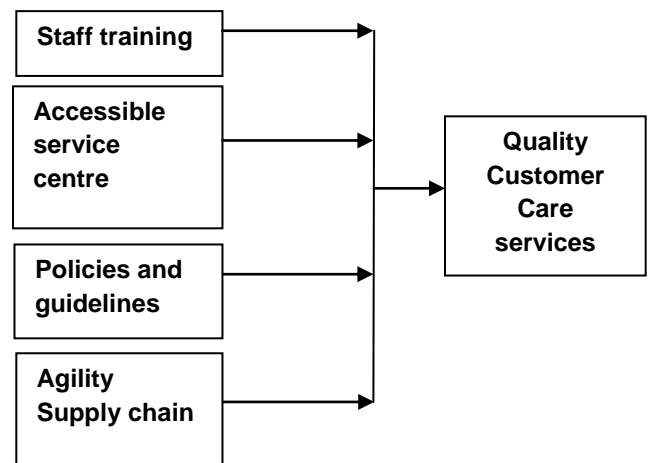 Staff training
Accessible
service
centre
Policies and
guidelines
Agility
Supply chain
Quality
Customer
Care
services